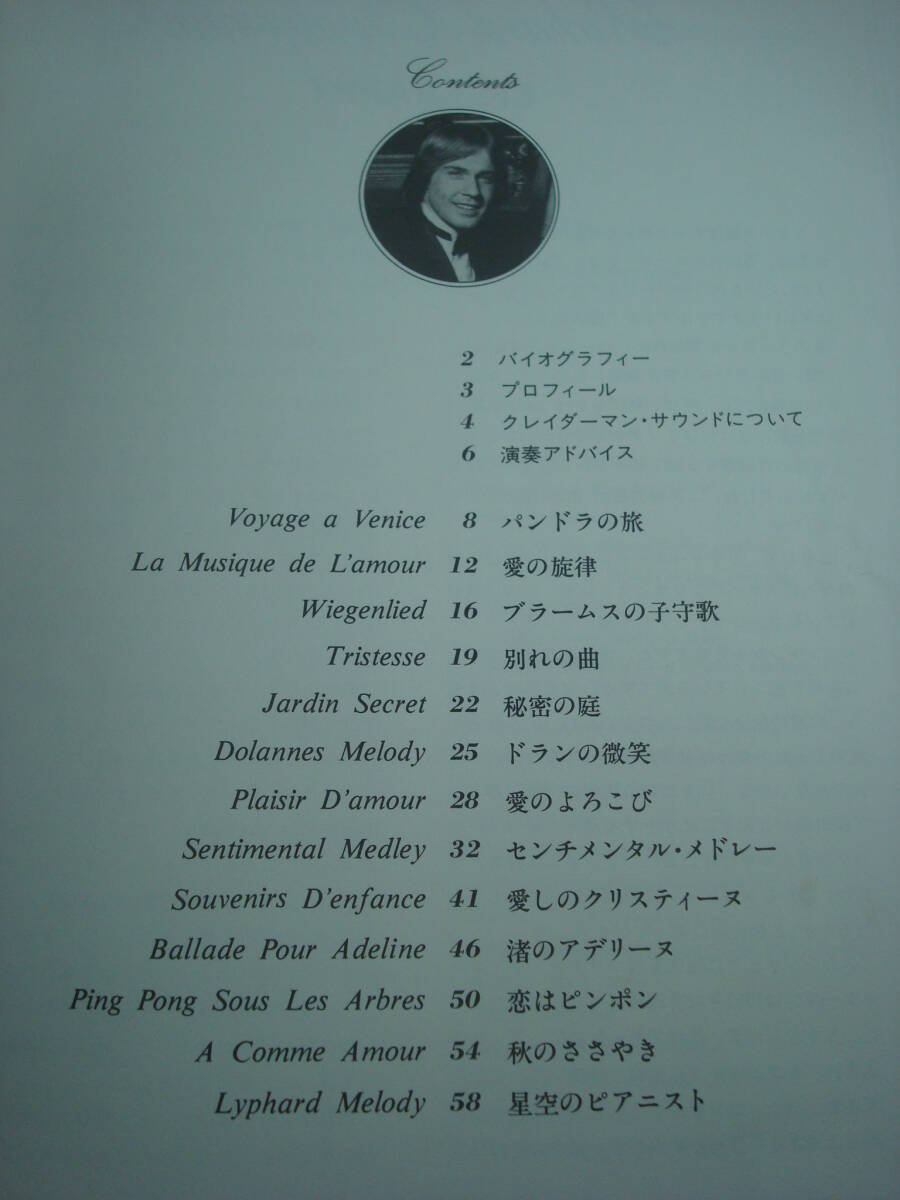 Contents
2 バイオグラフィー
3 プロフィール
4 クレイダーマン・サウンドについて
6 演奏アドバイス
Voyage a Venice 8 パンドラの旅
La Musique de L'amour 12 愛の旋律
Wiegenlied 16 ブラームスの子守歌
Tristesse 19 別れの曲
Jardin Secret 22 秘密の庭
Dolannes Melody 25 ドランの微笑
Plaisir D'amour 28 愛のよろこび
Sentimental Medley 32 センチメンタル・メドレー
Souvenirs D'enfance 41 愛しのクリスティーヌ
Ballade Pour Adeline 46 渚のアデリーヌ
Ping Pong Sous Les Arbres 50 恋はピンポン
A Comme Amour 54 秋のささやき
Lyphard Melody 58 星空のピアニスト